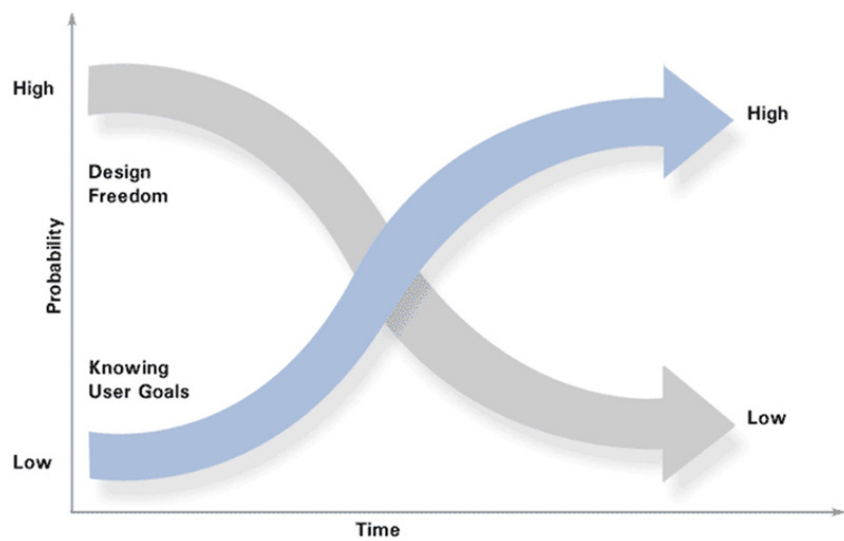 High
Design
Freedom
High
Probability
Knowing
User Goals
Low
Low
Time